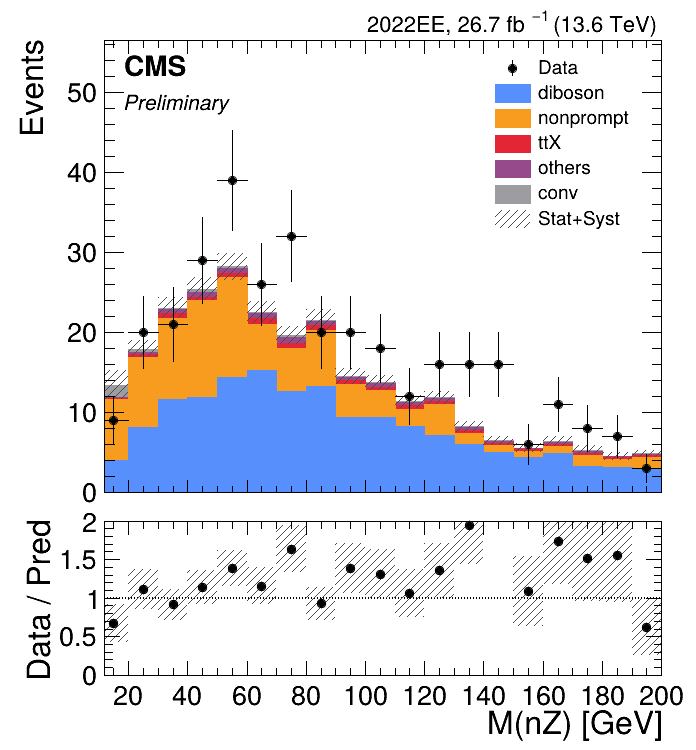 2022EE, 26.7 fb⁻¹ (13.6 TeV)
CMS
Preliminary
Events
50
40
30
20
10
0
Data
diboson
nonprompt
ttX
others
conv
Stat+Syst
Data / Pred
2
1.5
1
0.5
0
20 40 60 80 100 120 140 160 180 200
M(nZ) [GeV]